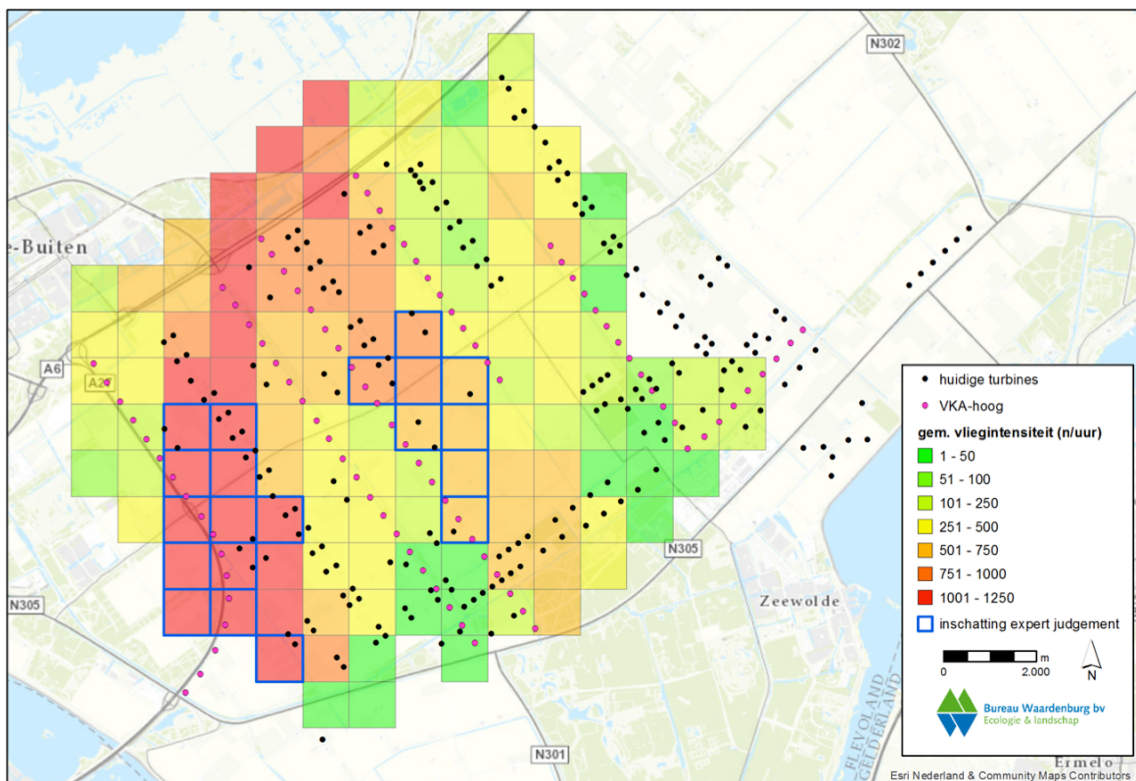 N302
e-Buiten
A6
A27
N305
N305
Zeewolde
N301
FLEVOLAND
GELDERLAND
Ermelo
huidige turbines
VKA-hoog
gem. vliegintensiteit (n/uur)
1 - 50
51 - 100
101 - 250
251 - 500
501 - 750
751 - 1000
1001 - 1250
inschatting expert judgement
m
0 2.000
N
Bureau Waardenburg bv
Ecologie & landschap
Esri Nederland & Community Maps Contributors